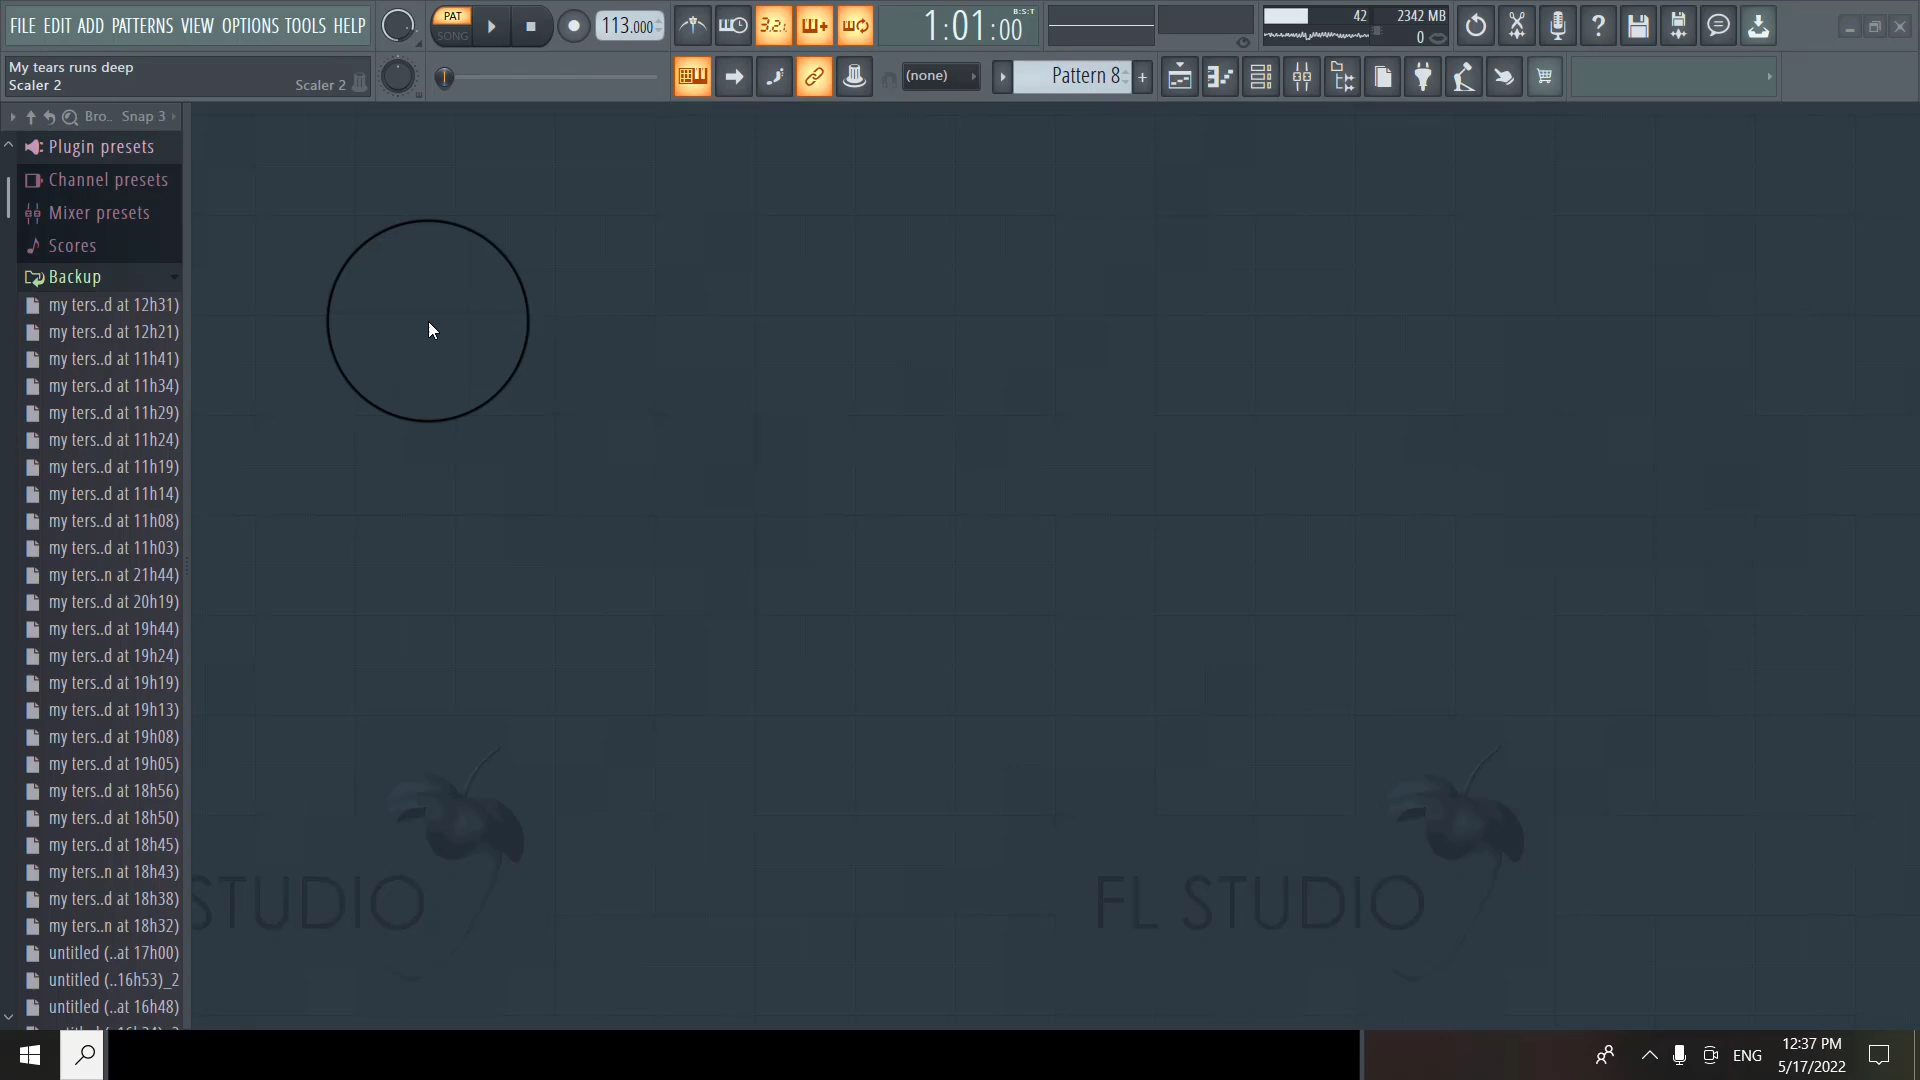 FILE EDIT ADD PATTERNS VIEW OPTIONS TOOLS HELP
PAT
SONG
113.000
3.2.1
1:01:00
B:S:T
42
2342 MB
0
My tears runs deep
Scaler 2
Scaler 2
(none)
Pattern 8
+
Bro.. Snap 3
Plugin presets
Channel presets
Mixer presets
Scores
Backup
my ters..d at 12h31)
my ters..d at 12h21)
my ters..d at 11h41)
my ters..d at 11h34)
my ters..d at 11h29)
my ters..d at 11h24)
my ters..d at 11h19)
my ters..d at 11h14)
my ters..d at 11h08)
my ters..d at 11h03)
my ters..n at 21h44)
my ters..d at 20h19)
my ters..d at 19h44)
my ters..d at 19h24)
my ters..d at 19h19)
my ters..d at 19h13)
my ters..d at 19h08)
my ters..d at 19h05)
my ters..d at 18h56)
my ters..d at 18h50)
my ters..d at 18h45)
my ters..n at 18h43)
my ters..d at 18h38)
my ters..n at 18h32)
untitled (..at 17h00)
untitled (..16h53)_2
untitled (..at 16h48)
STUDIO
FL STUDIO
ENG
12:37 PM
5/17/2022